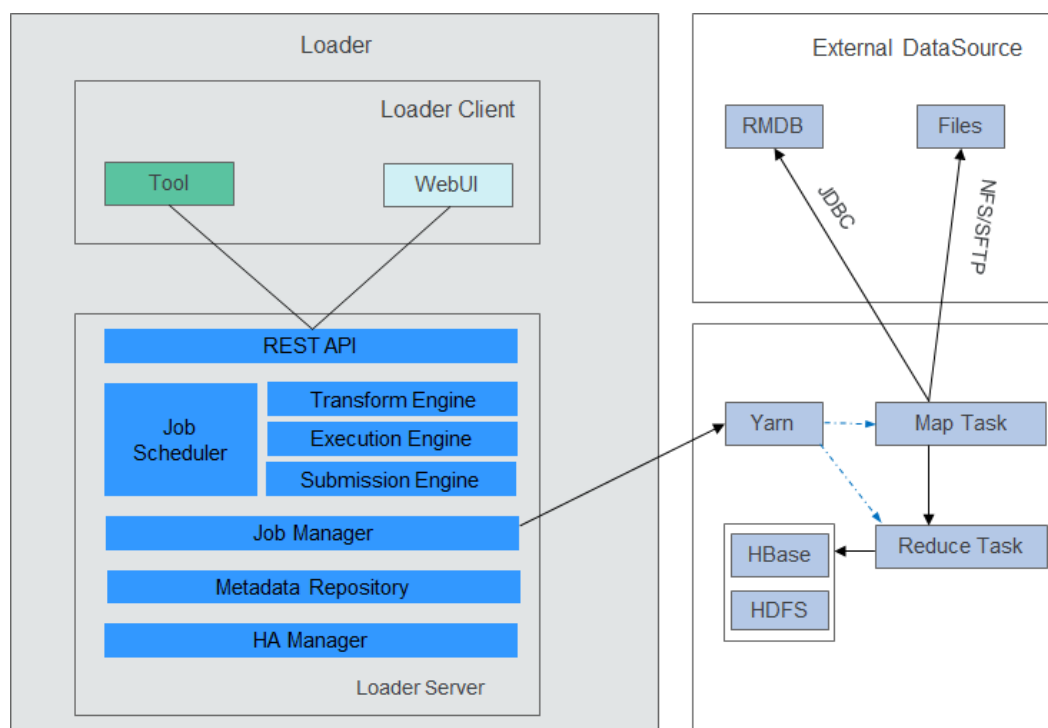 Loader
Loader Client
Tool
WebUI
REST API
Job
Scheduler
Transform Engine
Execution Engine
Submission Engine
Job Manager
Metadata Repository
HA Manager
Loader Server
External DataSource
RMDB
Files
JDBC
NFS/SFTP
Yarn
Map Task
Reduce Task
HBase
HDFS